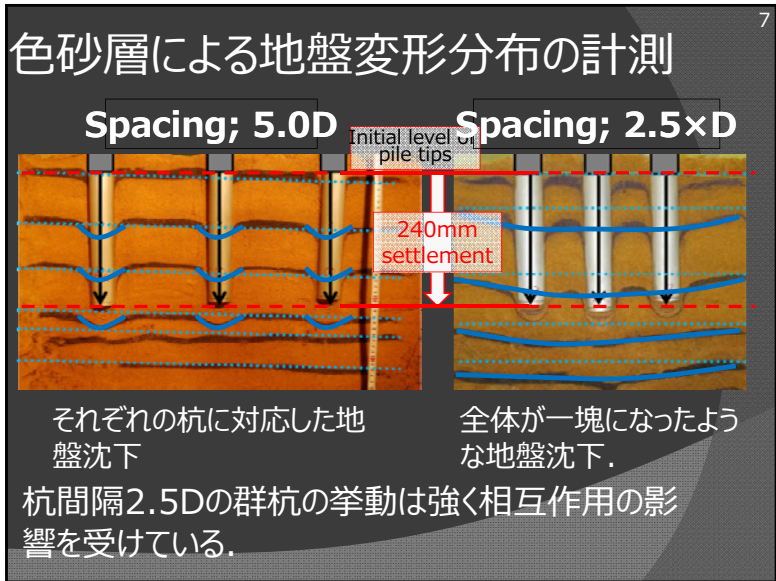 7
色砂層による地盤変形分布の計測
Spacing; 5.0D
Initial level of
pile tips
Spacing; 2.5×D
240mm
settlement
それぞれの杭に対応した地
盤沈下
全体が一塊になったよう
な地盤沈下.
杭間隔2.5Dの群杭の挙動は強く相互作用の影
響を受けている.